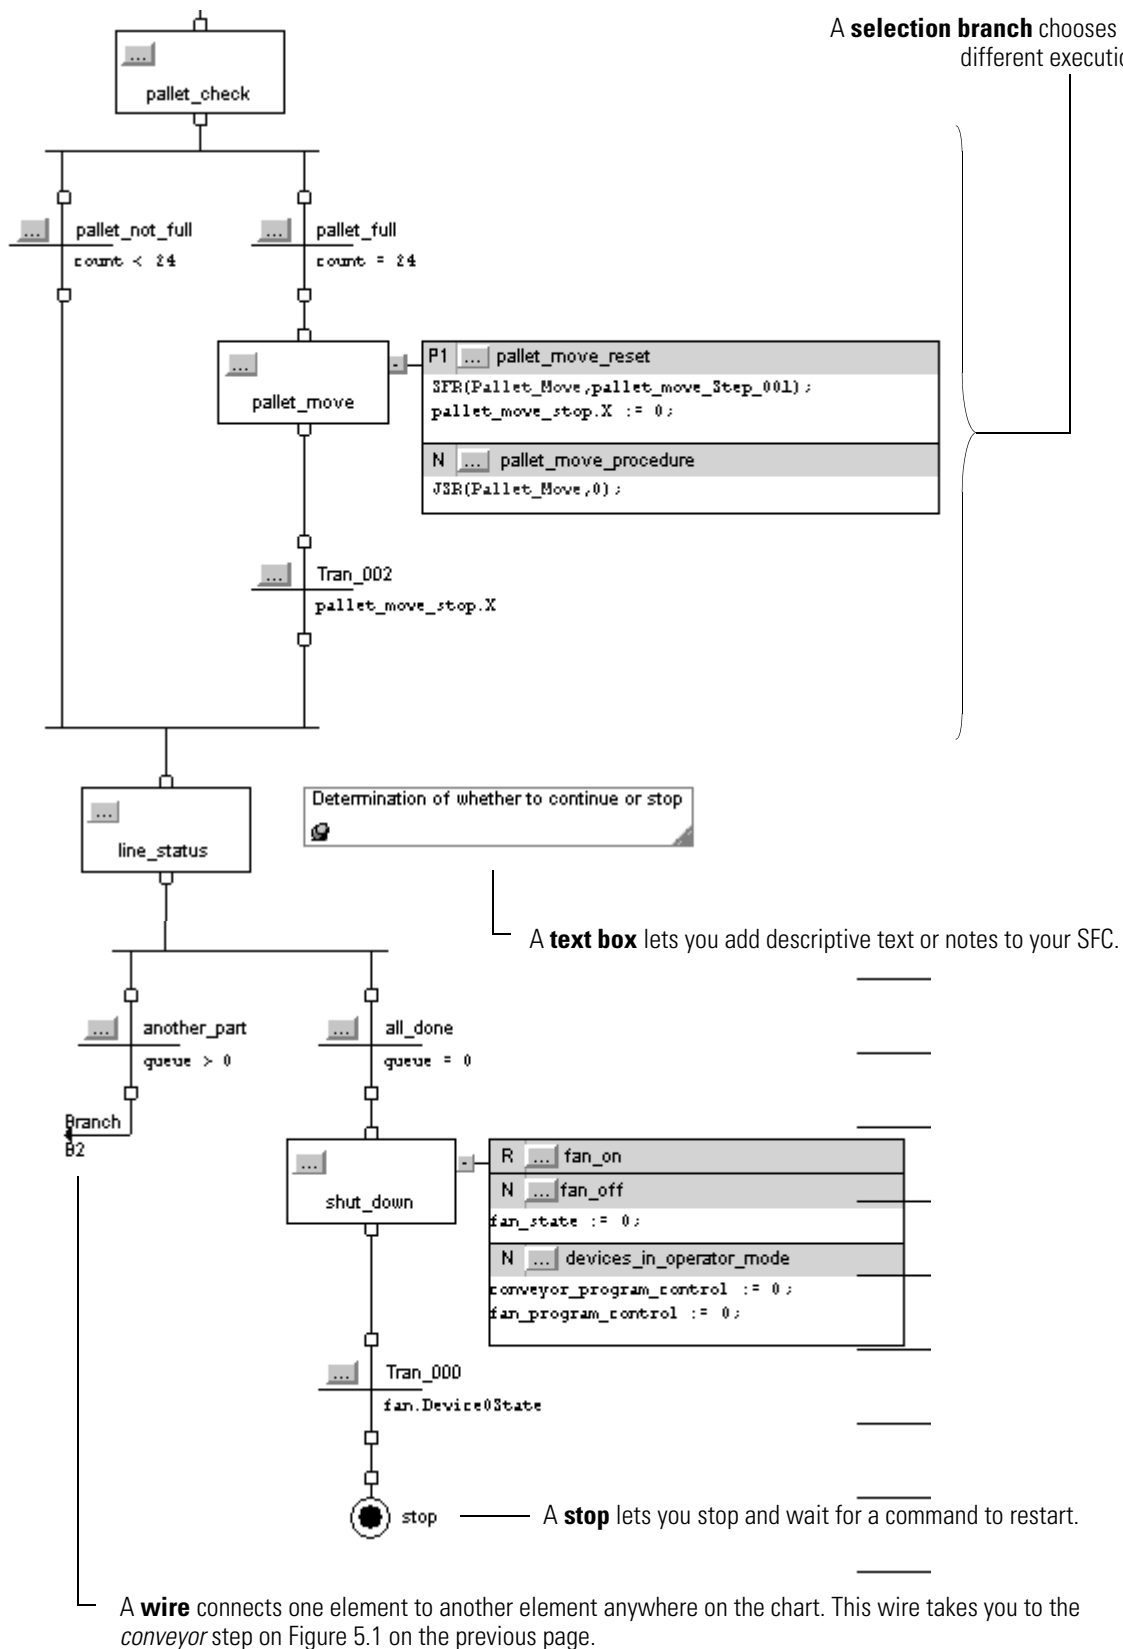 A selection branch chooses
different executio
...
pallet_check
... pallet_not_full
count < 24
... pallet_full
count = 24
...
pallet_move
-
P1 ... pallet_move_reset
SFR(Pallet_Move,pallet_move_Step_001);
pallet_move_stop.X := 0;
N ... pallet_move_procedure
JSR(Pallet_Move,0);
... Tran_002
pallet_move_stop.X
...
line_status
Determination of whether to continue or stop
A text box lets you add descriptive text or notes to your SFC.
... another_part
queue > 0
... all_done
queue = 0
Branch
B2
...
shut_down
-
R ... fan_on
N ... fan_off
fan_state := 0;
N ... devices_in_operator_mode
conveyor_program_control := 0;
fan_program_control := 0;
... Tran_000
fan.Device0State
stop
A stop lets you stop and wait for a command to restart.
A wire connects one element to another element anywhere on the chart. This wire takes you to the
conveyor step on Figure 5.1 on the previous page.